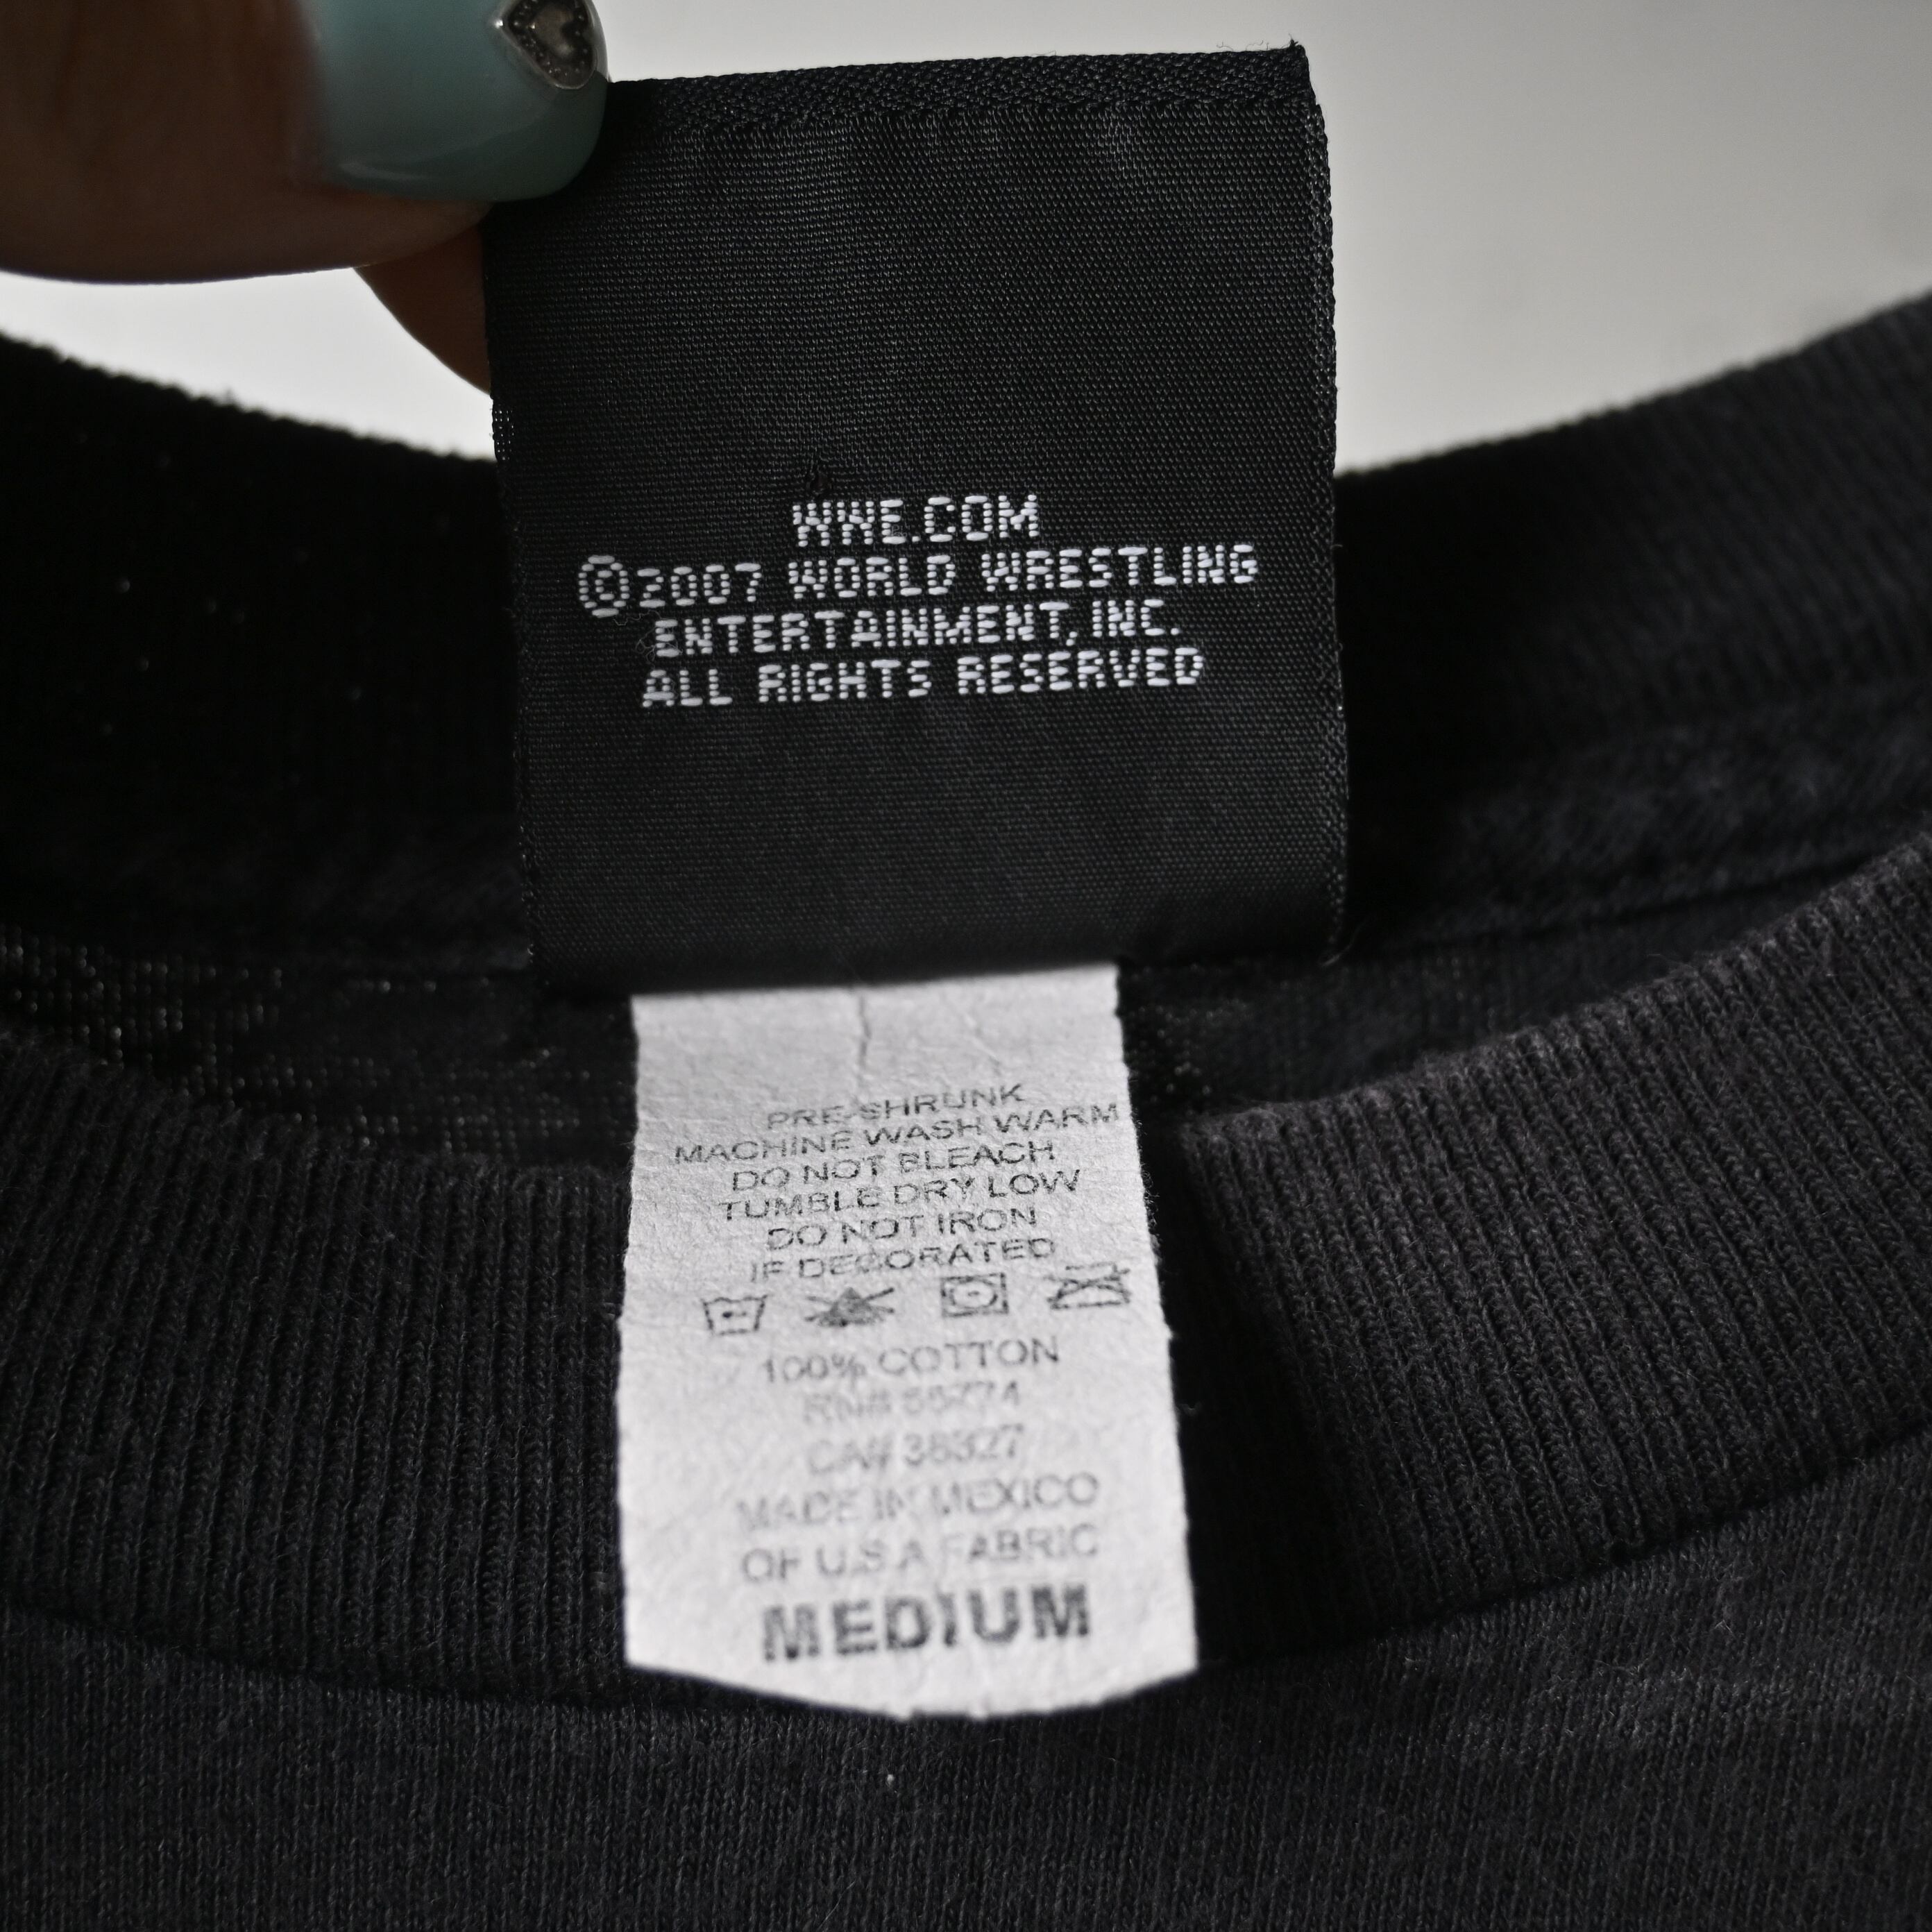 WWE.COM
©2007 WORLD WRESTLING
ENTERTAINMENT, INC.
ALL RIGHTS RESERVED
PRE-SHRUNK
MACHINE WASH WARM
DO NOT BLEACH
TUMBLE DRY LOW
DO NOT IRON
IF DECORATED
100% COTTON
RN#
CA# 38327
MADE IN MEXICO
OF U.S.A FABRIC
MEDIUM